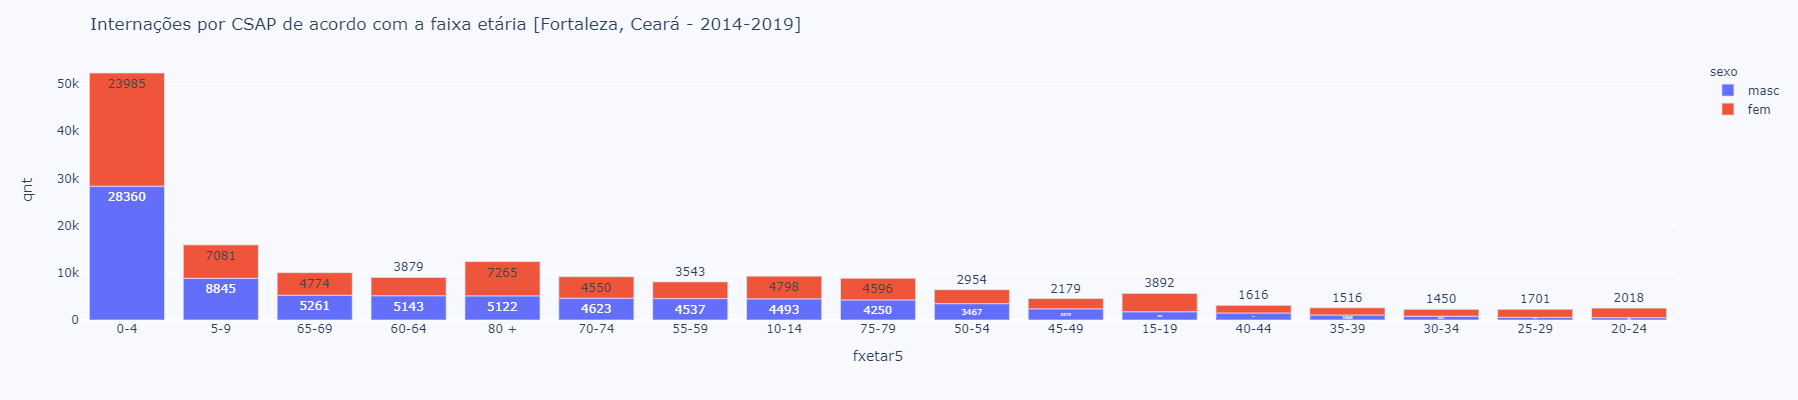 Internações por CSAP de acordo com a faixa etária [Fortaleza, Ceará - 2014-2019]
sexo
masc
fem
qnt
50k
40k
30k
20k
10k
0
23985
28360
7081
8845
4774
5261
3879
5143
7265
5122
4550
4623
3543
4537
4798
4493
4596
4250
2954
3467
2179
3892
1616
1516
1450
1701
2018
0-4 5-9 65-69 60-64 80 + 70-74 55-59 10-14 75-79 50-54 45-49 15-19 40-44 35-39 30-34 25-29 20-24
fxetar5